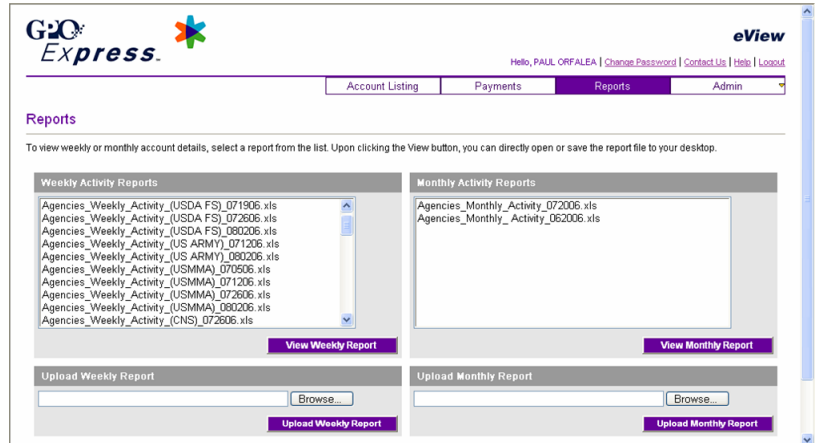 GPO
Express.
eView
Hello, PAUL ORFALEA | Change Password | Contact Us | Help | Logout
Account Listing Payments Reports Admin
Reports
To view weekly or monthly account details, select a report from the list. Upon clicking the View button, you can directly open or save the report file to your desktop.
Weekly Activity Reports
Agencies_Weekly_Activity_(USDA FS)_071906.xls
Agencies_Weekly_Activity_(USDA FS)_072606.xls
Agencies_Weekly_Activity_(USDA FS)_080206.xls
Agencies_Weekly_Activity_(US ARMY)_071206.xls
Agencies_Weekly_Activity_(US ARMY)_080206.xls
Agencies_Weekly_Activity_(USMMA)_070506.xls
Agencies_Weekly_Activity_(USMMA)_071206.xls
Agencies_Weekly_Activity_(USMMA)_072606.xls
Agencies_Weekly_Activity_(USMMA)_080206.xls
Agencies_Weekly_Activity_(CNS)_072606.xls
View Weekly Report
Monthly Activity Reports
Agencies_Monthly_Activity_072006.xls
Agencies_Monthly_ Activity_062006.xls
View Monthly Report
Upload Weekly Report
Browse...
Upload Weekly Report
Upload Monthly Report
Browse...
Upload Monthly Report